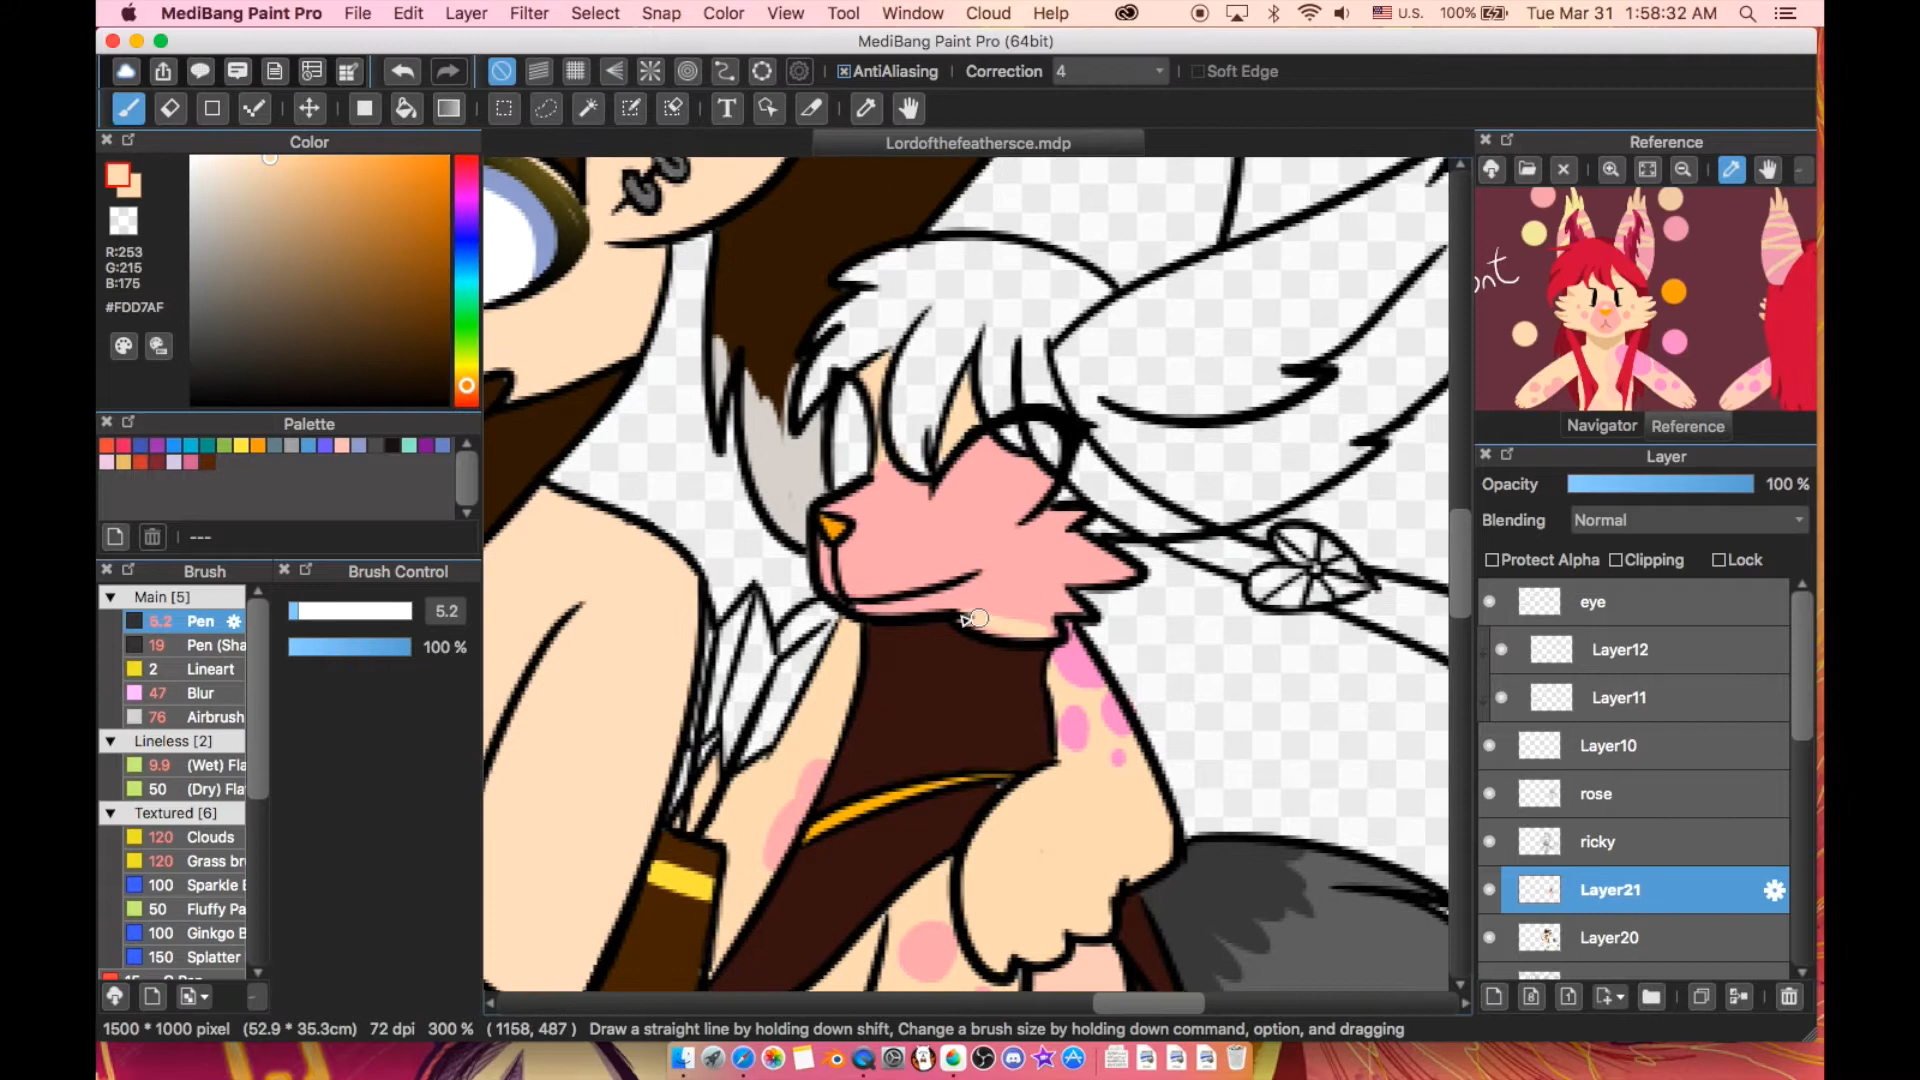 MediBang Paint Pro File Edit Layer Filter Select Snap Color View Tool Window Cloud Help U.S. 100% Tue Mar 31 1:58:32 AM
MediBang Paint Pro (64bit)
AntiAliasing Correction 4 Soft Edge
T
Color
Lordofthefeathersce.mdp
Reference
R:253
G:215
B:175
#FDD7AF
ont
Navigator Reference
Palette
---
Layer
Opacity 100 %
Blending Normal
Protect Alpha Clipping Lock
Brush
Brush Control
5.2
100 %
Main [5]
5.2 Pen
19 Pen (Sha
2 Lineart
47 Blur
76 Airbrush
Lineless [2]
9.9 (Wet) Fla
50 (Dry) Fla
Textured [6]
120 Clouds
120 Grass br
100 Sparkle
50 Fluffy Pa
100 Ginkgo B
150 Splatter
eye
Layer12
Layer11
Layer10
rose
ricky
Layer21
Layer20
8 1
1500 * 1000 pixel (52.9 * 35.3cm) 72 dpi 300 % ( 1158, 487 ) Draw a straight line by holding down shift, Change a brush size by holding down command, option, and dragging